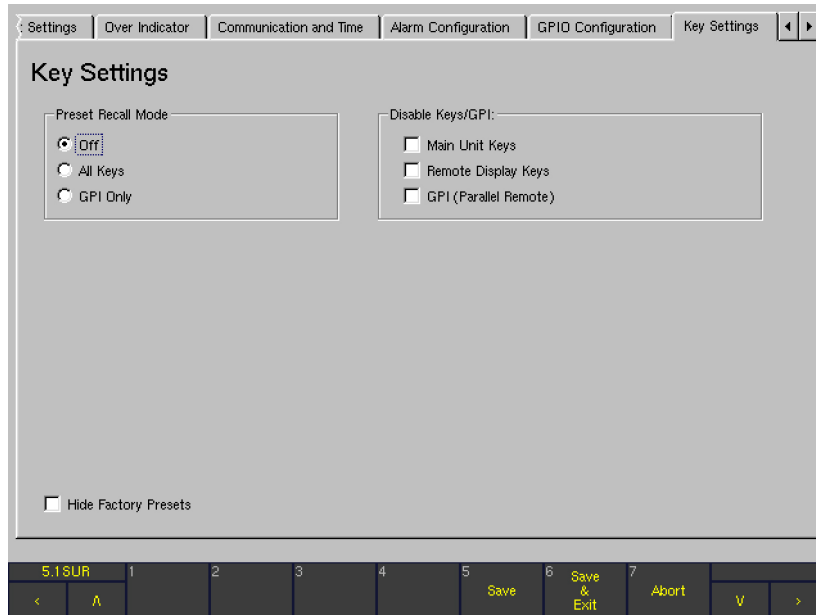 : Settings Over Indicator Communication and Time Alarm Configuration GPIO Configuration Key Settings
Key Settings
Preset Recall Mode Disable Keys/GPI:
Off Main Unit Keys
All Keys Remote Display Keys
GPI Only GPI (Parallel Remote)
Hide Factory Presets
5.1SUR 1 2 3 4 5 6 7
< Λ Save Save & Exit Abort V >